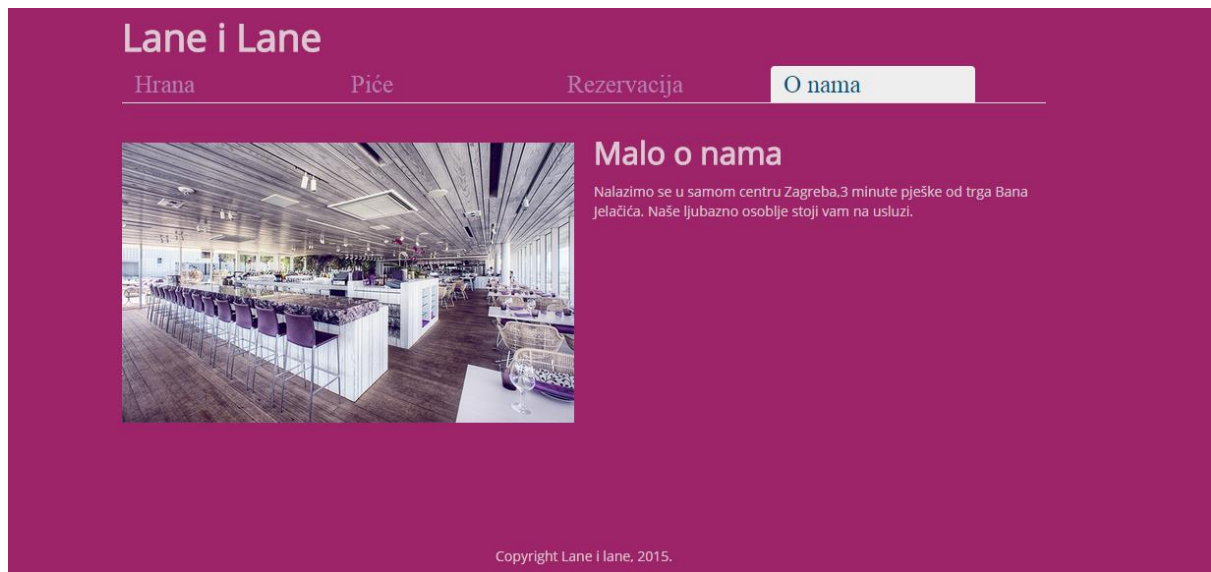 Lane i Lane
Hrana Piće Rezervacija O nama
Malo o nama
Nalazimo se u samom centru Zagreba,3 minute pješke od trga Bana
Jelačića. Naše ljubazno osoblje stoji vam na usluzi.
Copyright Lane i lane, 2015.